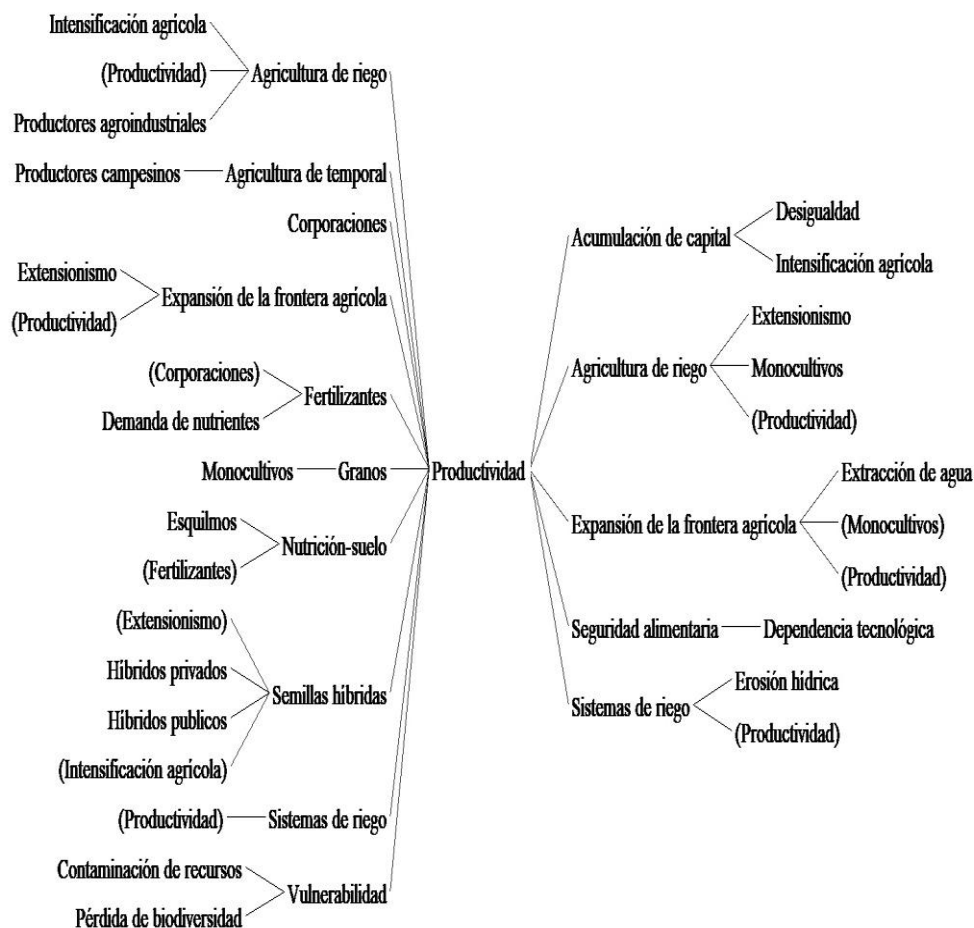 Intensificación agrícola
(Productividad)
Productores agroindustriales
Agricultura de riego
Productores campesinos
Agricultura de temporal
Corporaciones
Extensionismo
(Productividad)
Expansión de la frontera agrícola
(Corporaciones)
Demanda de nutrientes
Fertilizantes
Monocultivos
Granos
Esquilmos
(Fertilizantes)
Nutrición-suelo
(Extensionismo)
Híbridos privados
Híbridos publicos
(Intensificación agrícola)
Semillas híbridas
(Productividad)
Sistemas de riego
Contaminación de recursos
Pérdida de biodiversidad
Vulnerabilidad
Productividad
Acumulación de capital
Desigualdad
Intensificación agrícola
Agricultura de riego
Extensionismo
Monocultivos
(Productividad)
Expansión de la frontera agrícola
Extracción de agua
(Monocultivos)
(Productividad)
Seguridad alimentaria
Dependencia tecnológica
Sistemas de riego
Erosión hídrica
(Productividad)